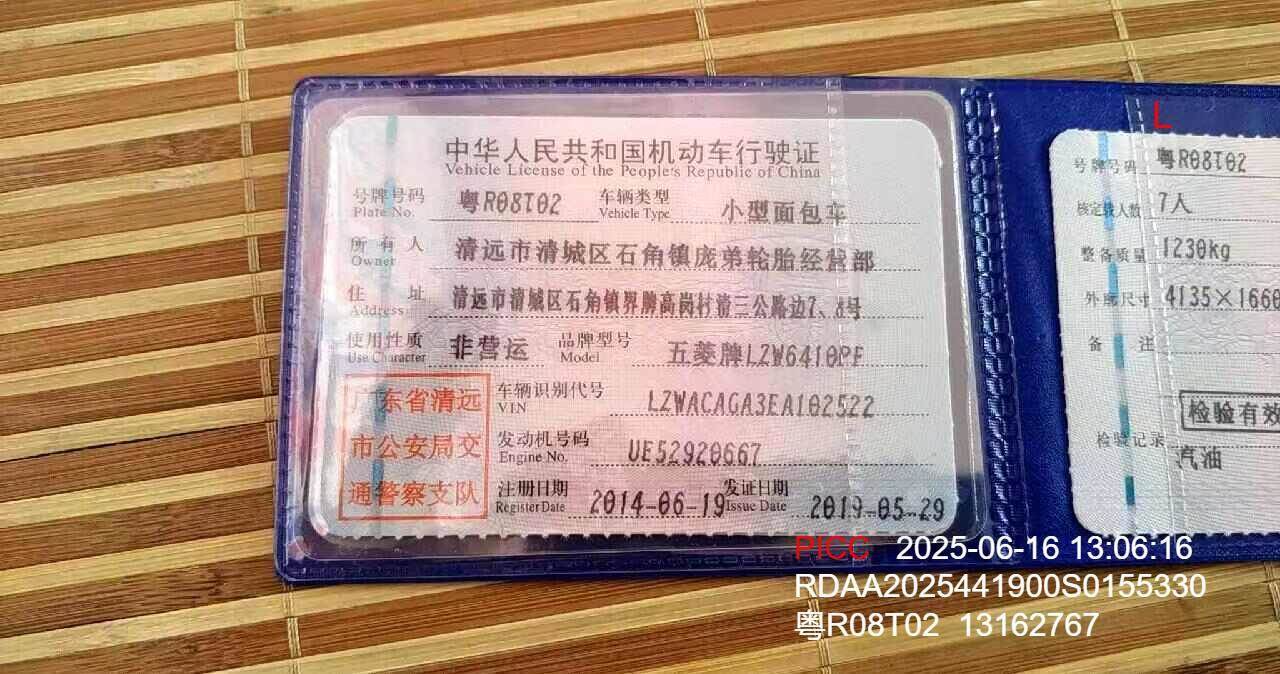 中华人民共和国机动车行驶证
Vehicle License of the People's Republic of China
号牌号码 粤R08T02 车辆类型 小型面包车
Plate No. Vehicle Type
所有人 清远市清城区石角镇庞弟轮胎经营部
Owner
住址 清远市清城区石角镇界牌高岗村清三公路边7、8号
Address
使用性质 非营运 品牌型号 五菱牌LZW6410PF
Use Character Model
广东省清远
市公安局交
通警察支队
车辆识别代号 LZWACAGA3EA102522
VIN
发动机号码 UE52920667
Engine No.
注册日期 2014-06-19 发证日期 2019-05-29
Register Date Issue Date
L
号牌号码 粤R08T02
核定载人数 7人
整备质量 1230kg
外廓尺寸 4135×1666
备注
检验有效
检验记录
汽油
PICC 2025-06-16 13:06:16
RDAA2025441900S0155330
粤R08T02 13162767